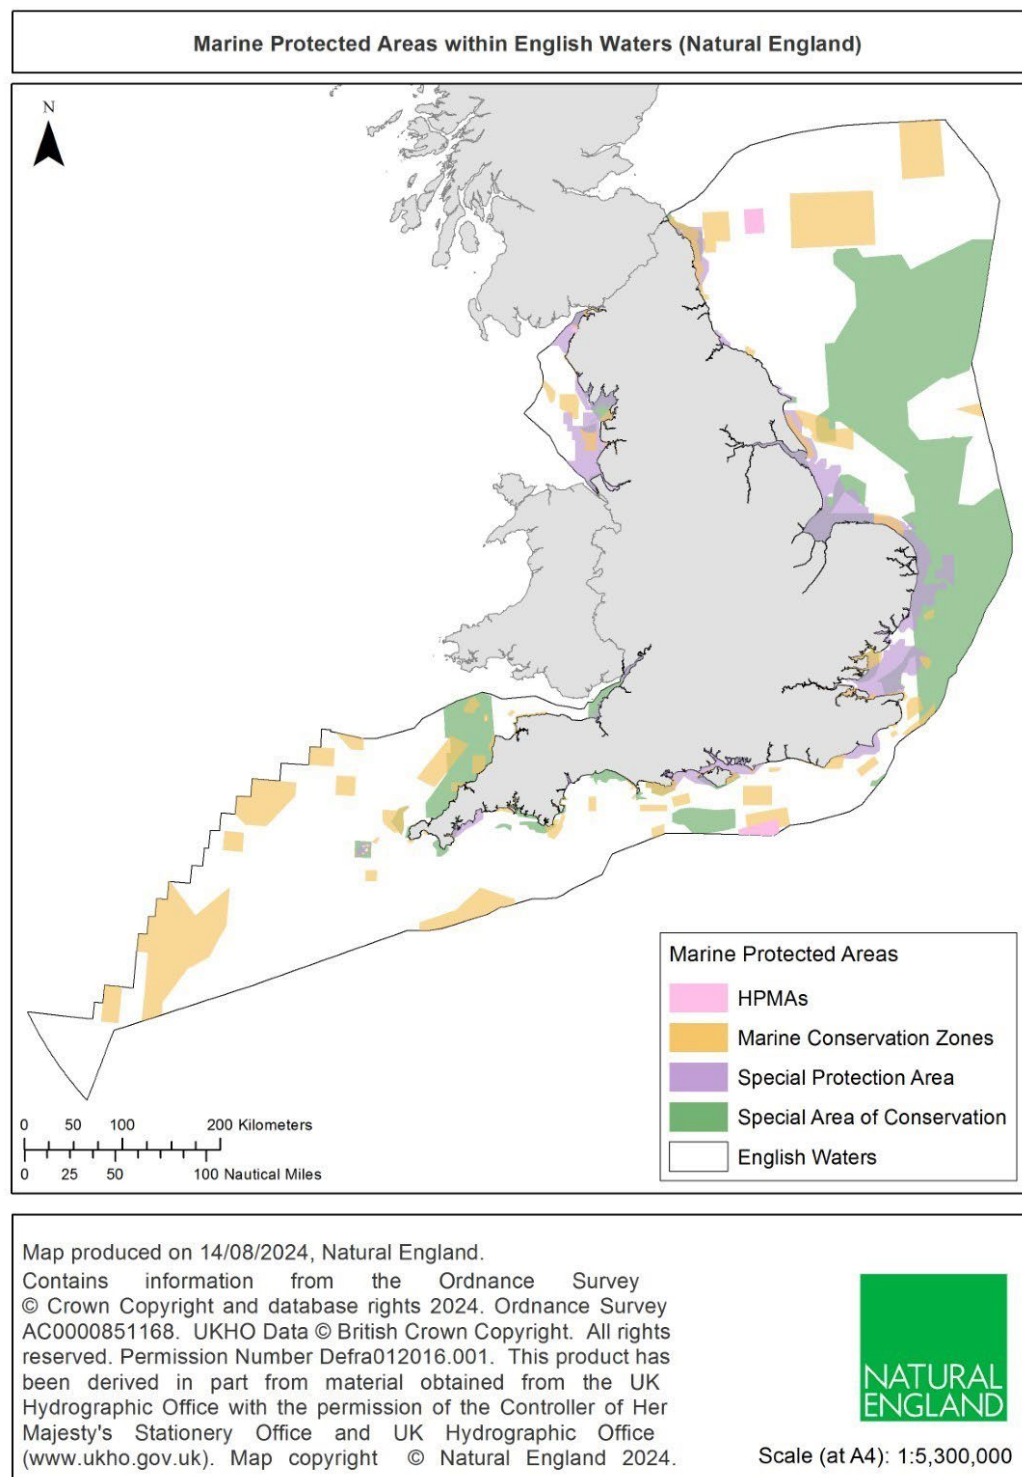 Marine Protected Areas within English Waters (Natural England)
N
Marine Protected Areas
HPMAs
Marine Conservation Zones
Special Protection Area
Special Area of Conservation
English Waters
0 50 100 200 Kilometers
0 25 50 100 Nautical Miles
Map produced on 14/08/2024, Natural England.
Contains information from the Ordnance Survey
© Crown Copyright and database rights 2024. Ordnance Survey
AC0000851168. UKHO Data © British Crown Copyright. All rights
reserved. Permission Number Defra012016.001. This product has
been derived in part from material obtained from the UK
Hydrographic Office with the permission of the Controller of Her
Majesty's Stationery Office and UK Hydrographic Office
(www.ukho.gov.uk). Map copyright © Natural England 2024.
NATURAL
ENGLAND
Scale (at A4): 1:5,300,000